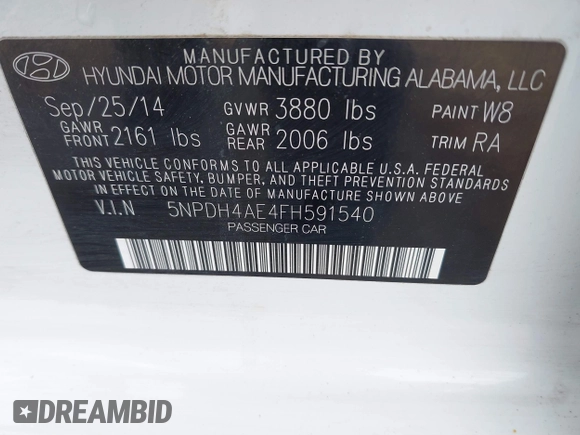 MANUFACTURED BY
HYUNDAI MOTOR MANUFACTURING ALABAMA, LLC
Sep/25/14 GVWR 3880 lbs PAINT W8
GAWR FRONT 2161 lbs GAWR REAR 2006 lbs TRIM RA
THIS VEHICLE CONFORMS TO ALL APPLICABLE U.S.A. FEDERAL
MOTOR VEHICLE SAFETY, BUMPER, AND THEFT PREVENTION STANDARDS
IN EFFECT ON THE DATE OF MANUFACTURE SHOWN ABOVE
V.I.N 5NPDH4AE4FH591540
PASSENGER CAR
DREAMBID